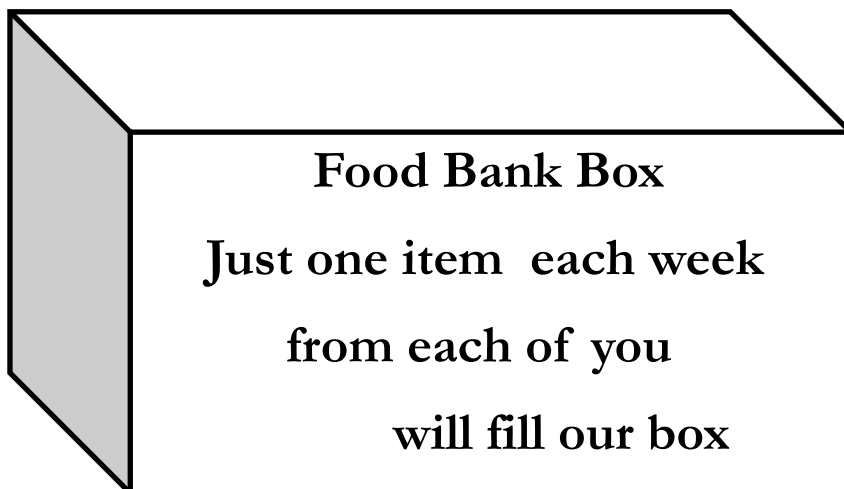 Food Bank Box
Just one item each week
from each of you
will fill our box